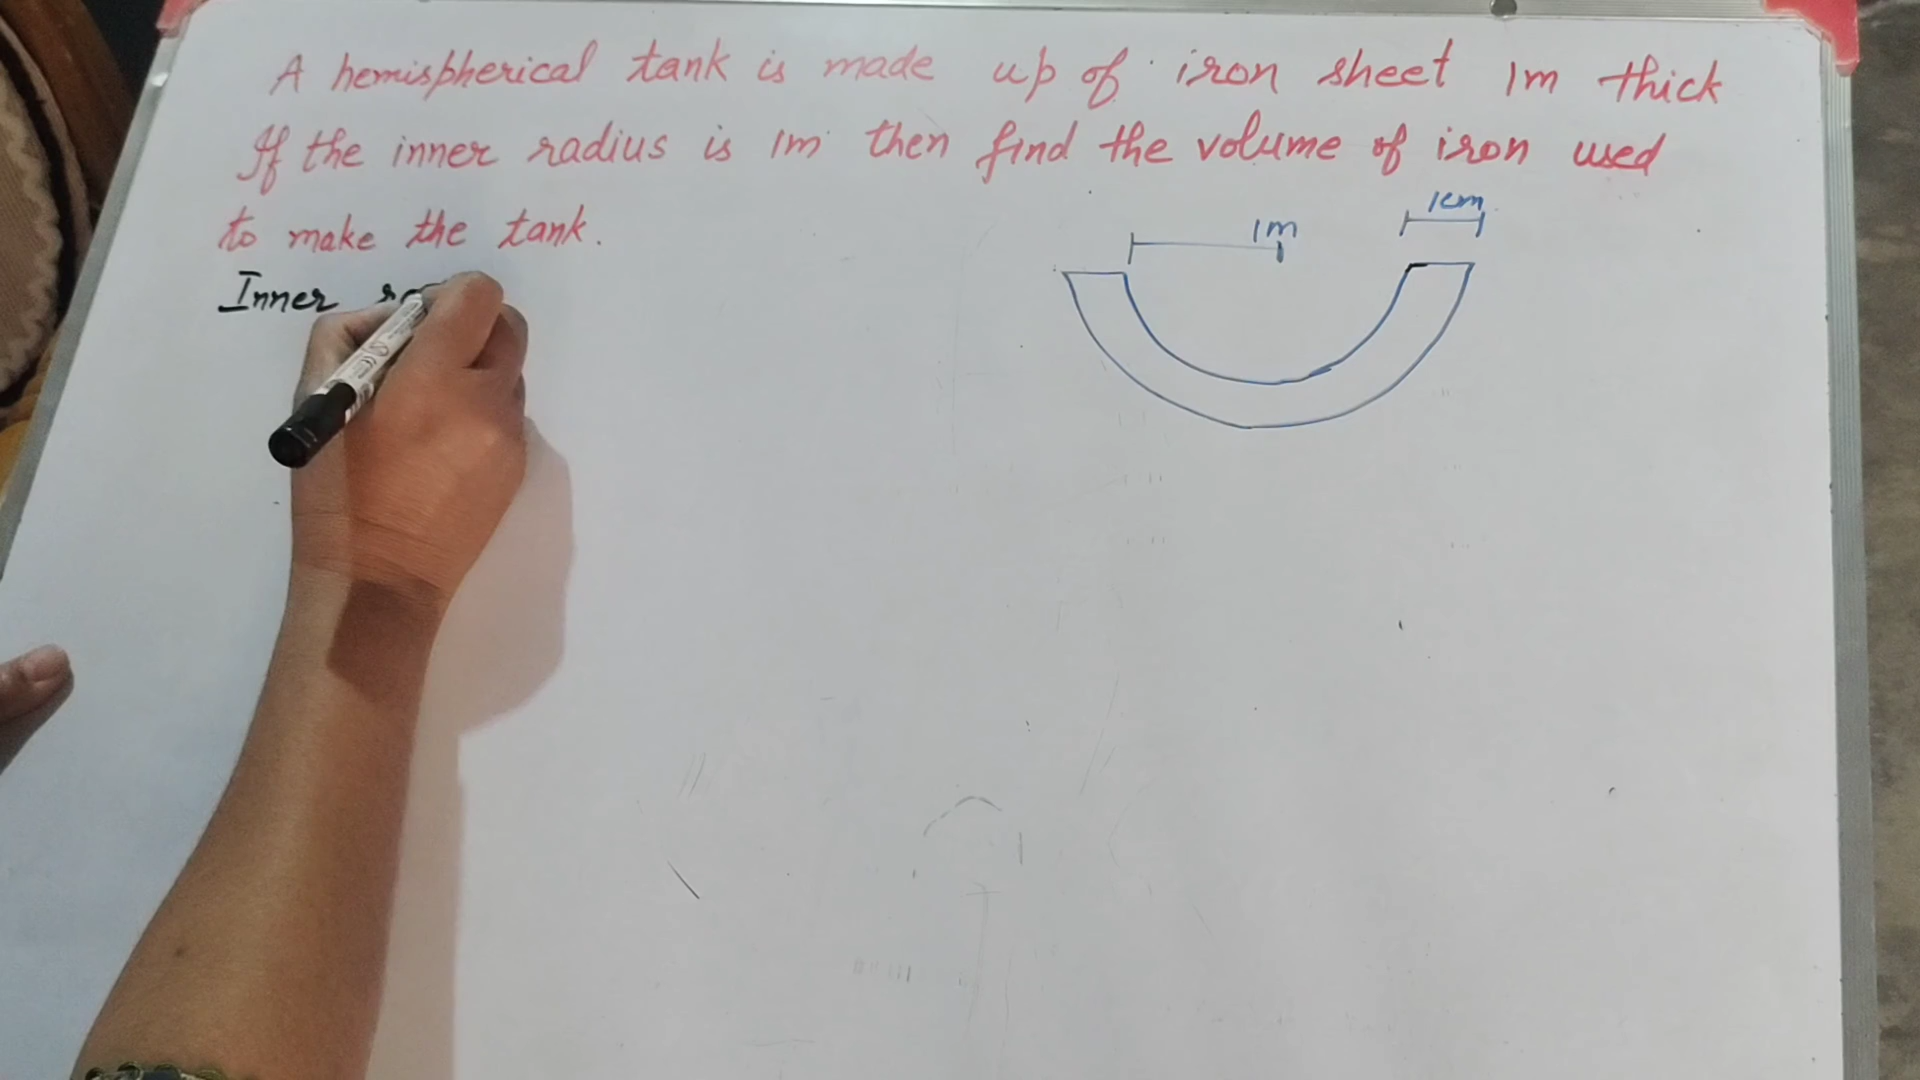 A hemispherical tank is made up of iron sheet 1m thick
If the inner radius is 1m then find the volume of iron used
to make the tank.
1cm
1m
Inner